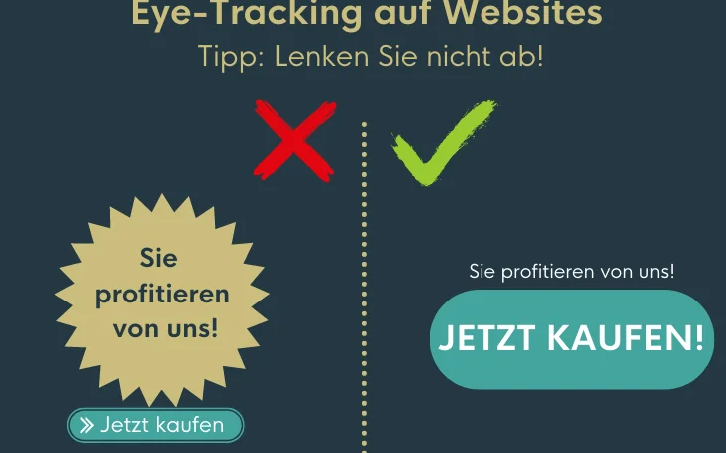 Eye-Tracking auf Websites
Tipp: Lenken Sie nicht ab!
Sie
profitieren
von uns!
Jetzt kaufen
Sie profitieren von uns!
JETZT KAUFEN!